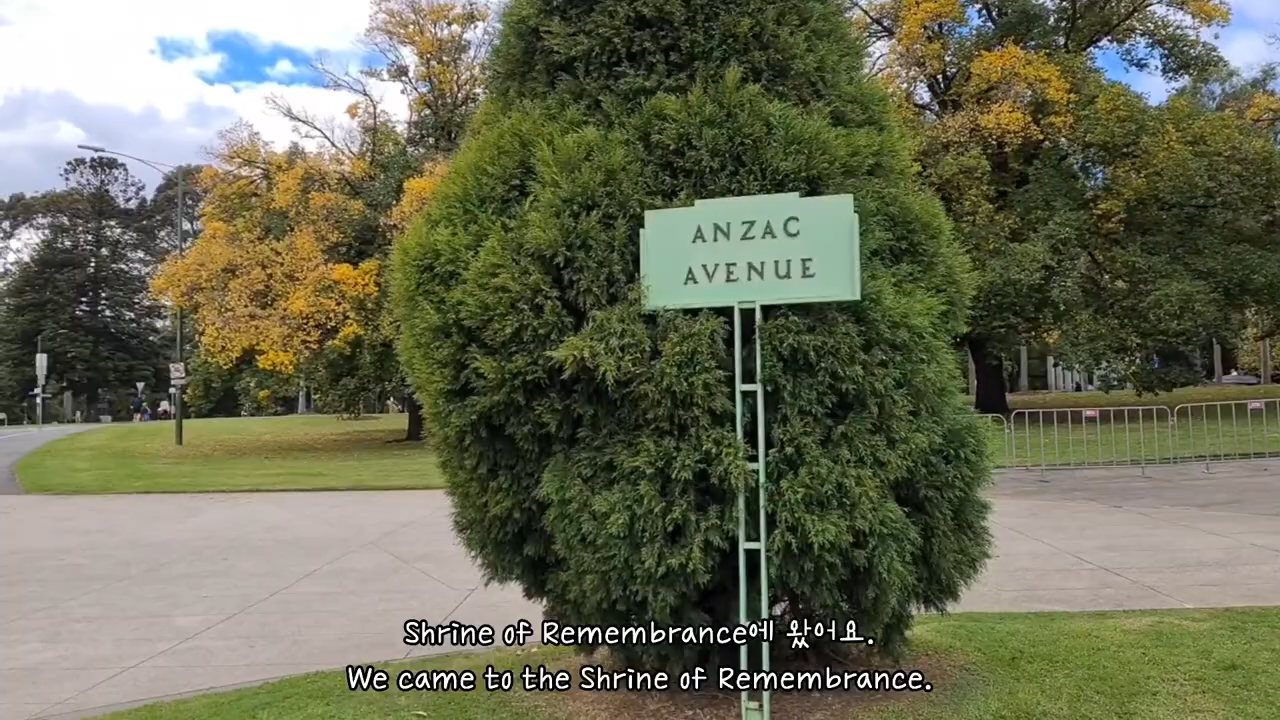 ANZAC
AVENUE
Shrine of Remembrance에 왔어요.
We came to the Shrine of Remembrance.